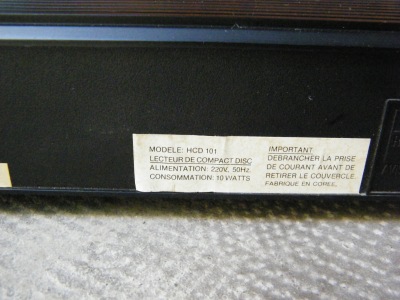 MODELE: HCD 101
LECTEUR DE COMPACT DISC
ALIMENTATION: 220V, 50Hz.
CONSOMMATION: 10 WATTS
IMPORTANT
DEBRANCHER LA PRISE
DE COURANT AVANT DE
RETIRER LE COUVERCLE.
FABRIQUE EN COREE.